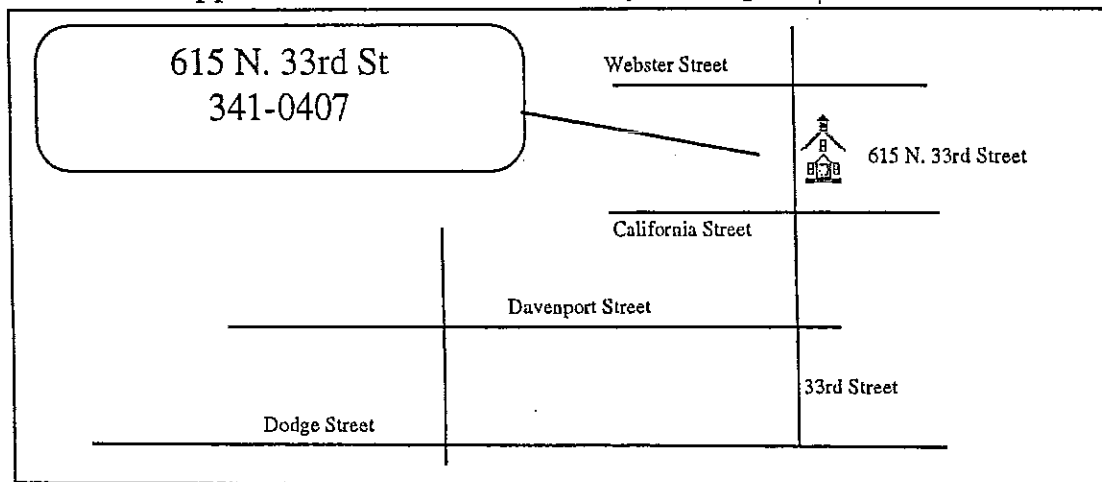 615 N. 33rd St
341-0407
Webster Street
615 N. 33rd Street
California Street
Davenport Street
33rd Street
Dodge Street